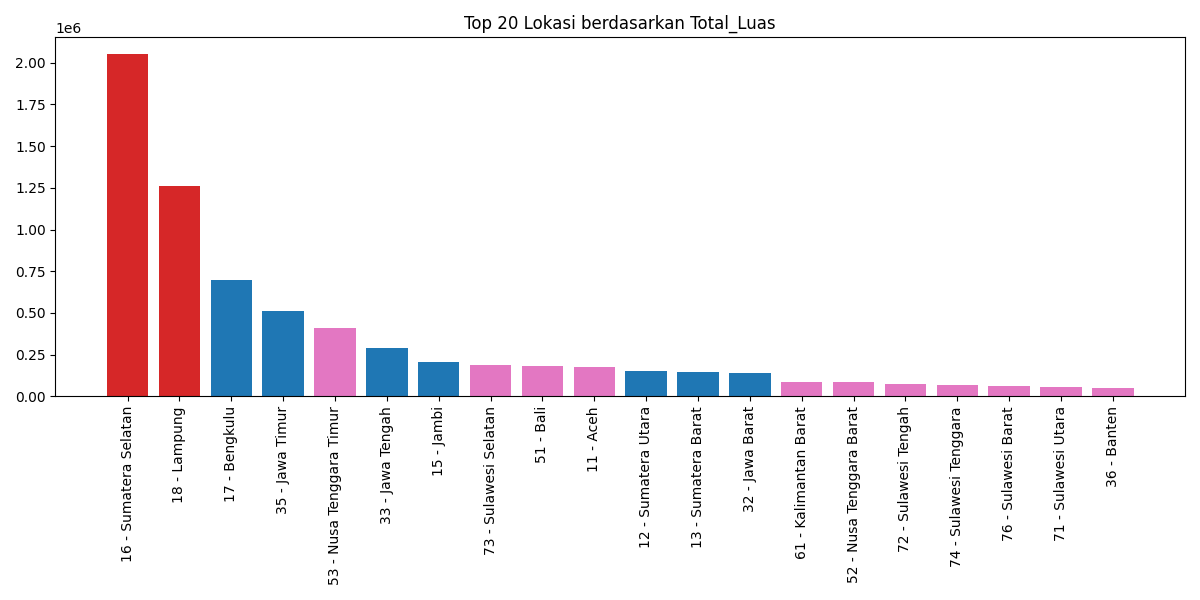 Top 20 Lokasi berdasarkan Total_Luas
1e6
2.00
1.75
1.50
1.25
1.00
0.75
0.50
0.25
0.00
16 - Sumatera Selatan
18 - Lampung
17 - Bengkulu
35 - Jawa Timur
53 - Nusa Tenggara Timur
33 - Jawa Tengah
15 - Jambi
73 - Sulawesi Selatan
51 - Bali
11 - Aceh
12 - Sumatera Utara
13 - Sumatera Barat
32 - Jawa Barat
61 - Kalimantan Barat
52 - Nusa Tenggara Barat
72 - Sulawesi Tengah
74 - Sulawesi Tenggara
76 - Sulawesi Barat
71 - Sulawesi Utara
36 - Banten